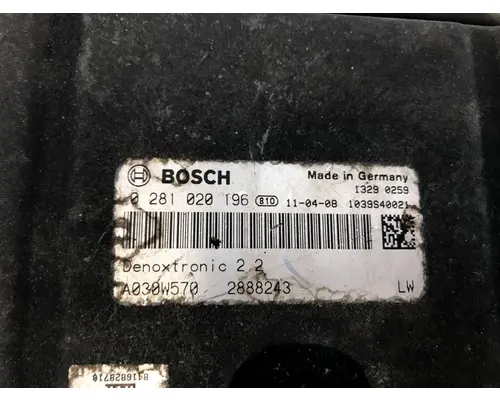 BOSCH Made in Germany
1329 0259
0 281 020 196 810 11-04-08 1039S40021
Denoxtronic 2 2
A030W570 2888243 LW
8416828710